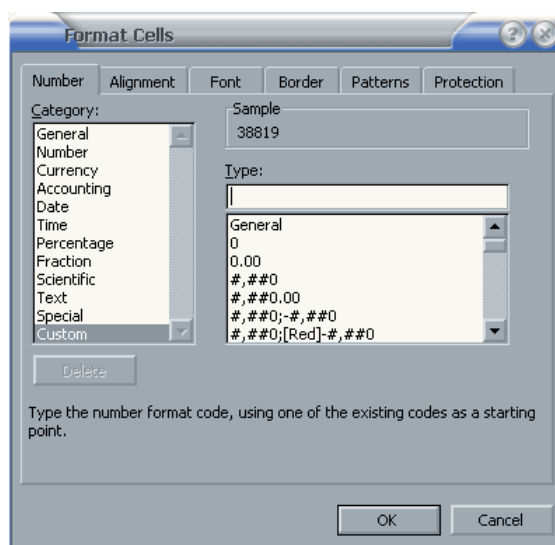 Format Cells
Number Alignment Font Border Patterns Protection
Category:
General
Number
Currency
Accounting
Date
Time
Percentage
Fraction
Scientific
Text
Special
Custom
Sample
38819
Type:
General
0
0.00
#,##0
#,##0.00
#,##0;-#,##0
#,##0;[Red]-#,##0
Delete
Type the number format code, using one of the existing codes as a starting
point.
OK Cancel